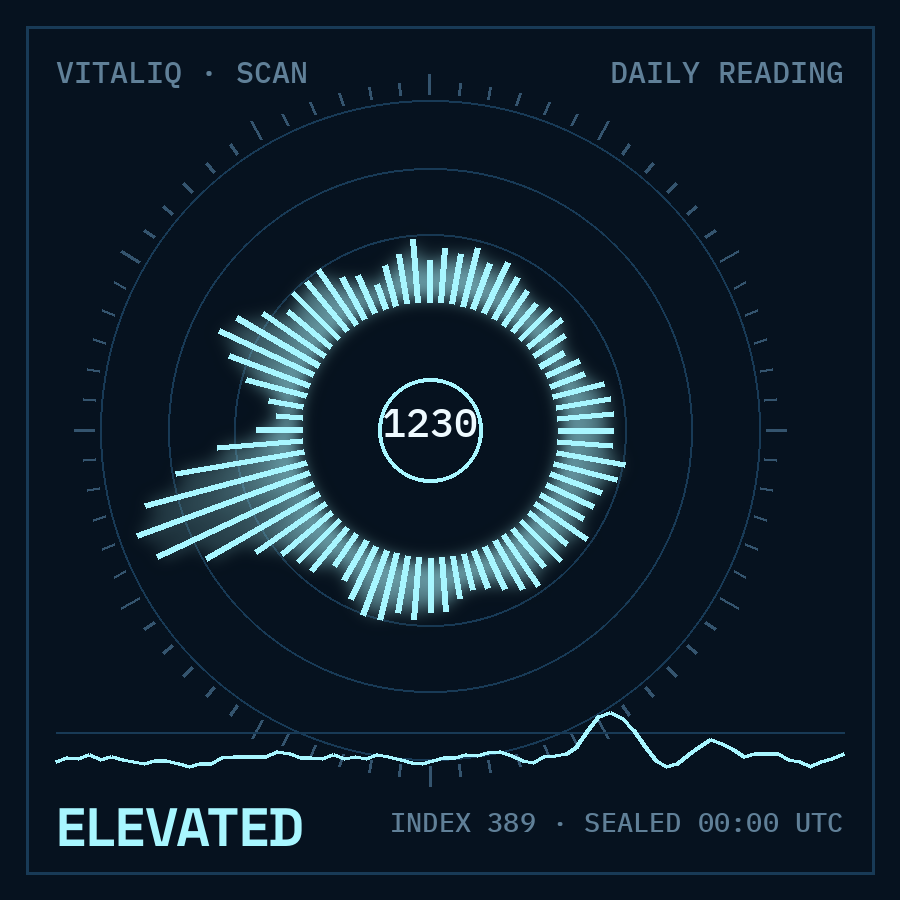 VITALIQ · SCAN
DAILY READING
1230
ELEVATED
INDEX 389 · SEALED 00:00 UTC